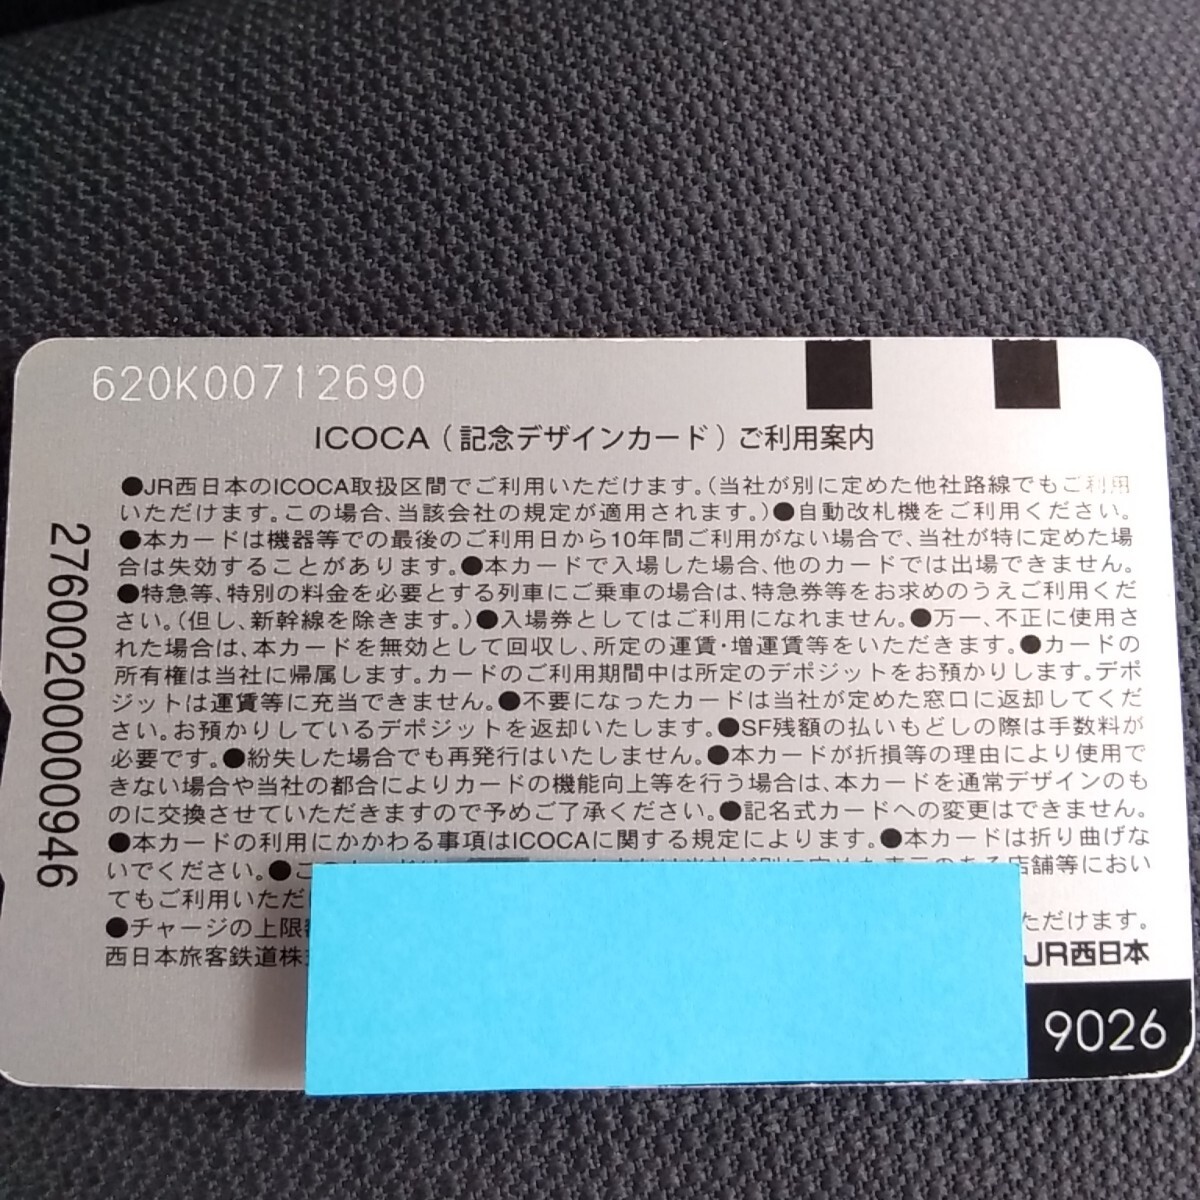 620K00712690
ICOCA(記念デザインカード)ご利用案内
●JR西日本のICOCA取扱区間でご利用いただけます。(当社が別に定めた他社路線でもご利用
いただけます。この場合、当該会社の規定が適用されます。)●自動改札機をご利用ください。
●本カードは機器等での最後のご利用日から10年間ご利用がない場合で、当社が特に定めた場
合は失効することがあります。●本カードで入場した場合、他のカードでは出場できません。
●特急等、特別の料金を必要とする列車にご乗車の場合は、特急券等をお求めのうえご利用くだ
さい。(但し、新幹線を除きます。)●入場券としてはご利用になれません。●万一、不正に使用さ
れた場合は、本カードを無効として回収し、所定の運賃・増運賃等をいただきます。●カードの
所有権は当社に帰属します。カードのご利用期間中は所定のデポジットをお預かりします。デポ
ジットは運賃等に充当できません。●不要になったカードは当社が定めた窓口に返却してくだ
さい。お預かりしているデポジットを返却いたします。●SF残額の払いもどしの際は手数料が
必要です。●紛失した場合でも再発行はいたしません。●本カードが折損等の理由により使用で
きない場合や当社の都合によりカードの機能向上等を行う場合は、本カードを通常デザインのも
のに交換させていただきますので予めご了承ください。●記名式カードへの変更はできません。
●本カードの利用にかかわる事項はICOCAに関する規定によります。●本カードは折り曲げな
いでください。●このカードは 当社が別に定めた表示のある店舗等におい
てもご利用いただけ
●チャージの上限額 ただけます。
西日本旅客鉄道株 JR西日本
9026
2760020000000946